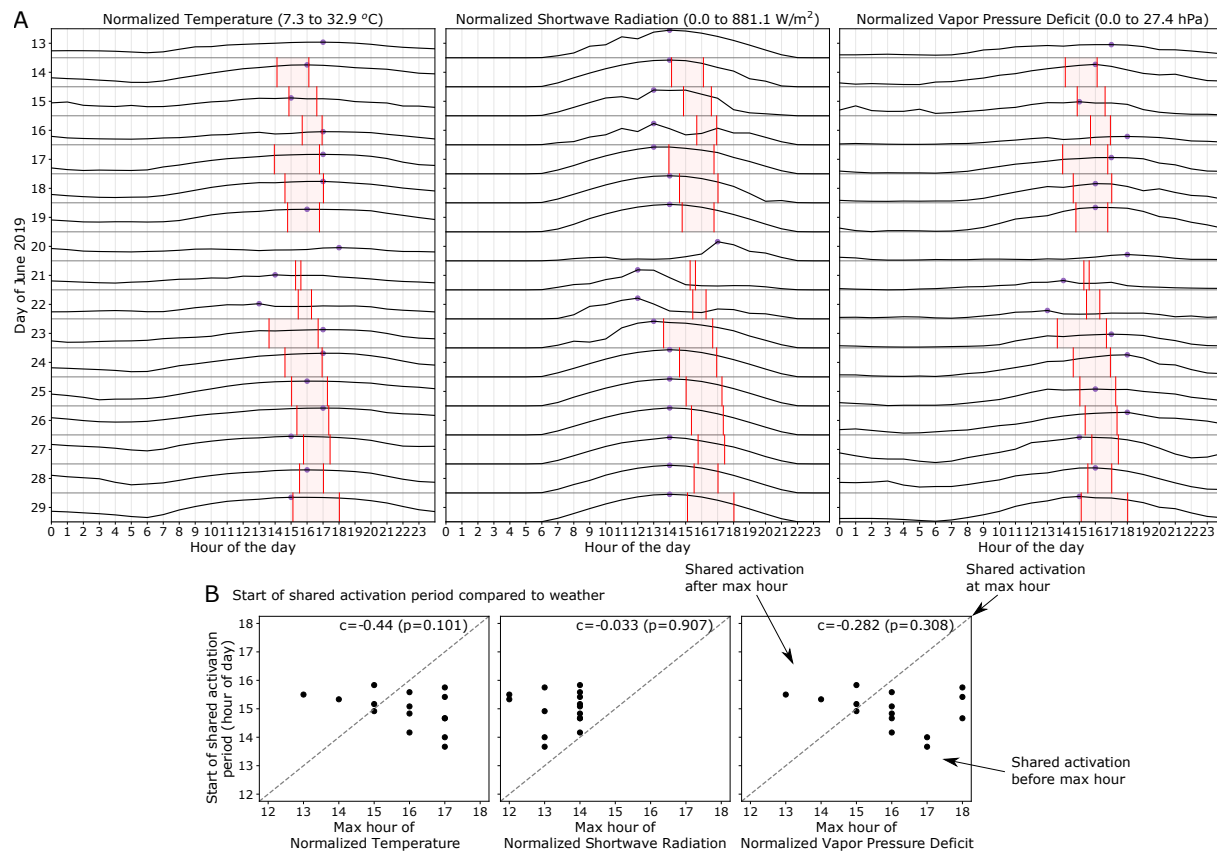 A
Normalized Temperature (7.3 to 32.9 °C)
Normalized Shortwave Radiation (0.0 to 881.1 W/m²)
Normalized Vapor Pressure Deficit (0.0 to 27.4 hPa)
Day of June 2019
13
14
15
16
17
18
19
20
21
22
23
24
25
26
27
28
29
0 1 2 3 4 5 6 7 8 9 10 11 12 13 14 15 16 17 18 19 20 21 22 23
0 1 2 3 4 5 6 7 8 9 10 11 12 13 14 15 16 17 18 19 20 21 22 23
0 1 2 3 4 5 6 7 8 9 10 11 12 13 14 15 16 17 18 19 20 21 22 23
Hour of the day
Hour of the day
Hour of the day
B
Start of shared activation period compared to weather
Shared activation
after max hour
Shared activation
at max hour
c=-0.44 (p=0.101)
c=-0.033 (p=0.907)
c=-0.282 (p=0.308)
Start of shared activation
period (hour of day)
18
17
16
15
14
13
12
Shared activation
before max hour
12 13 14 15 16 17 18
12 13 14 15 16 17 18
12 13 14 15 16 17 18
Max hour of
Normalized Temperature
Max hour of
Normalized Shortwave Radiation
Max hour of
Normalized Vapor Pressure Deficit